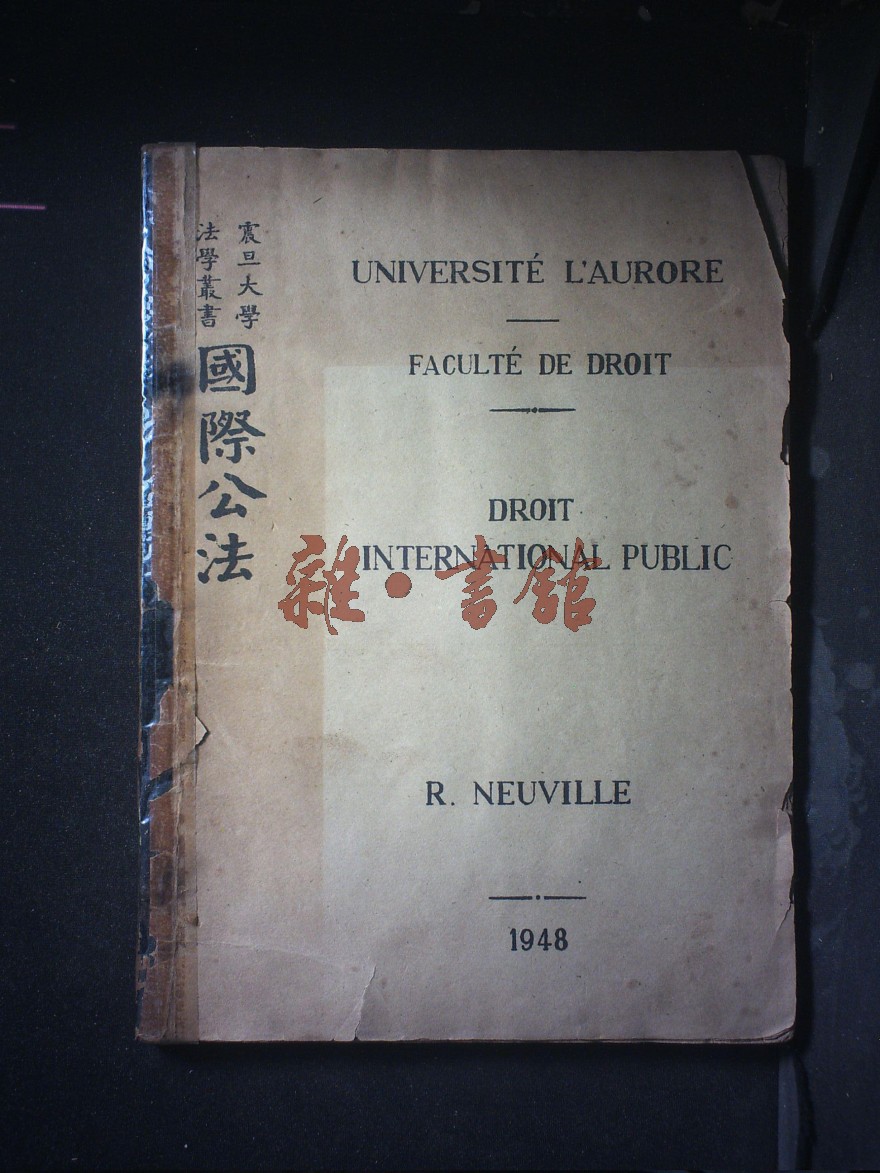 震旦大學
法學叢書
國際公法
UNIVERSITÉ L'AURORE
FACULTÉ DE DROIT
DROIT
INTERNATIONAL PUBLIC
雜·書館
R. NEUVILLE
1948